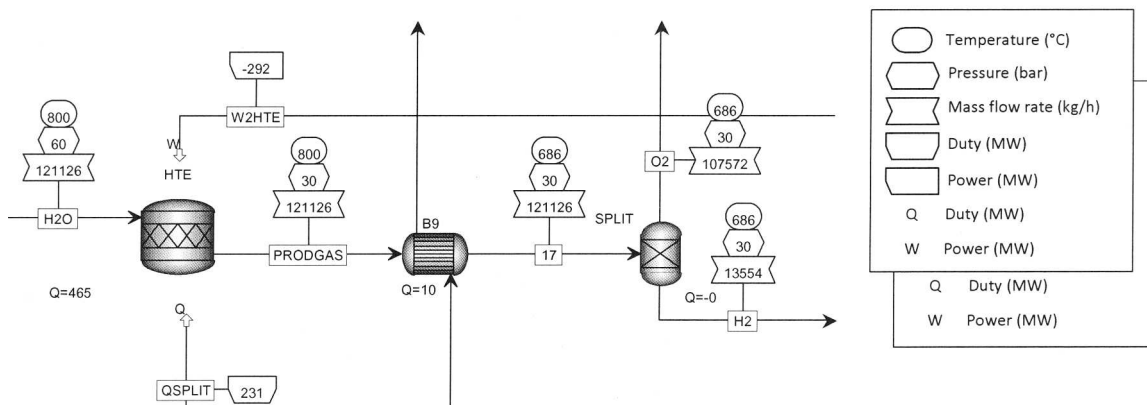 -292
W2HTE
800
60
121126
H2O
W
HTE
Q=465
Q
QSPLIT
231
800
30
121126
PRODGAS
B9
Q=10
686
30
121126
17
SPLIT
Q=-0
686
30
107572
O2
686
30
13554
H2
Temperature (°C)
Pressure (bar)
Mass flow rate (kg/h)
Duty (MW)
Power (MW)
Q Duty (MW)
W Power (MW)
Q Duty (MW)
W Power (MW)